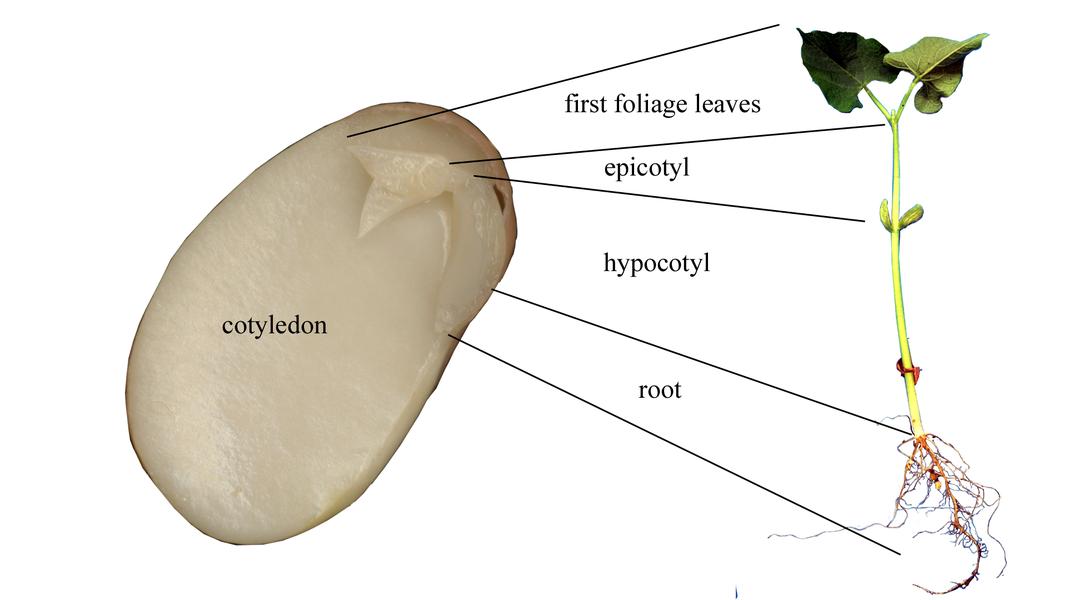 first foliage leaves
epicotyl
hypocotyl
cotyledon
root